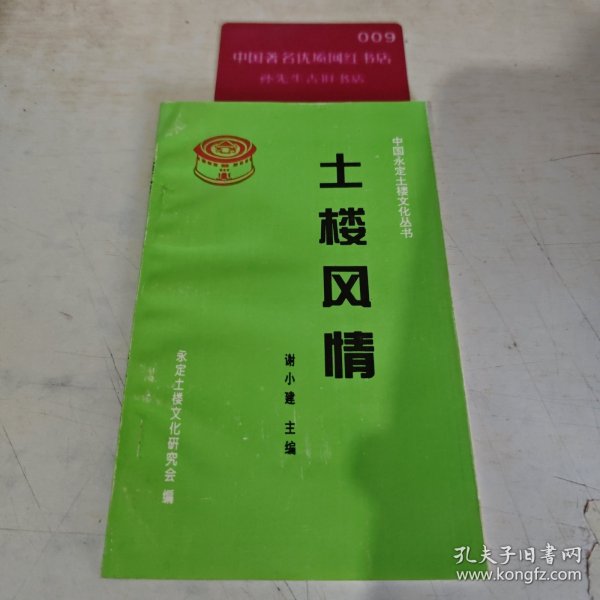 009
中国著名优质网红书店
孙先生古旧书店
中国永定土楼文化丛书
土楼风情
谢小建 主编
永定土楼文化研究会 编
孔夫子旧书网
www.kongfz.com